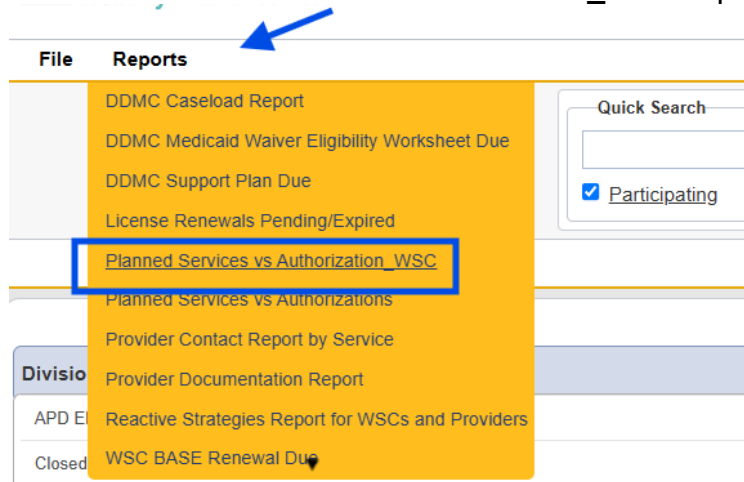 File Reports
DDMC Caseload Report
Quick Search
DDMC Medicaid Waiver Eligibility Worksheet Due
DDMC Support Plan Due
Participating
License Renewals Pending/Expired
Planned Services vs Authorization_WSC
Planned Services vs Authorizations
Provider Contact Report by Service
Divisio
Provider Documentation Report
APD El
Reactive Strategies Report for WSCs and Providers
Closed
WSC BASE Renewal Due